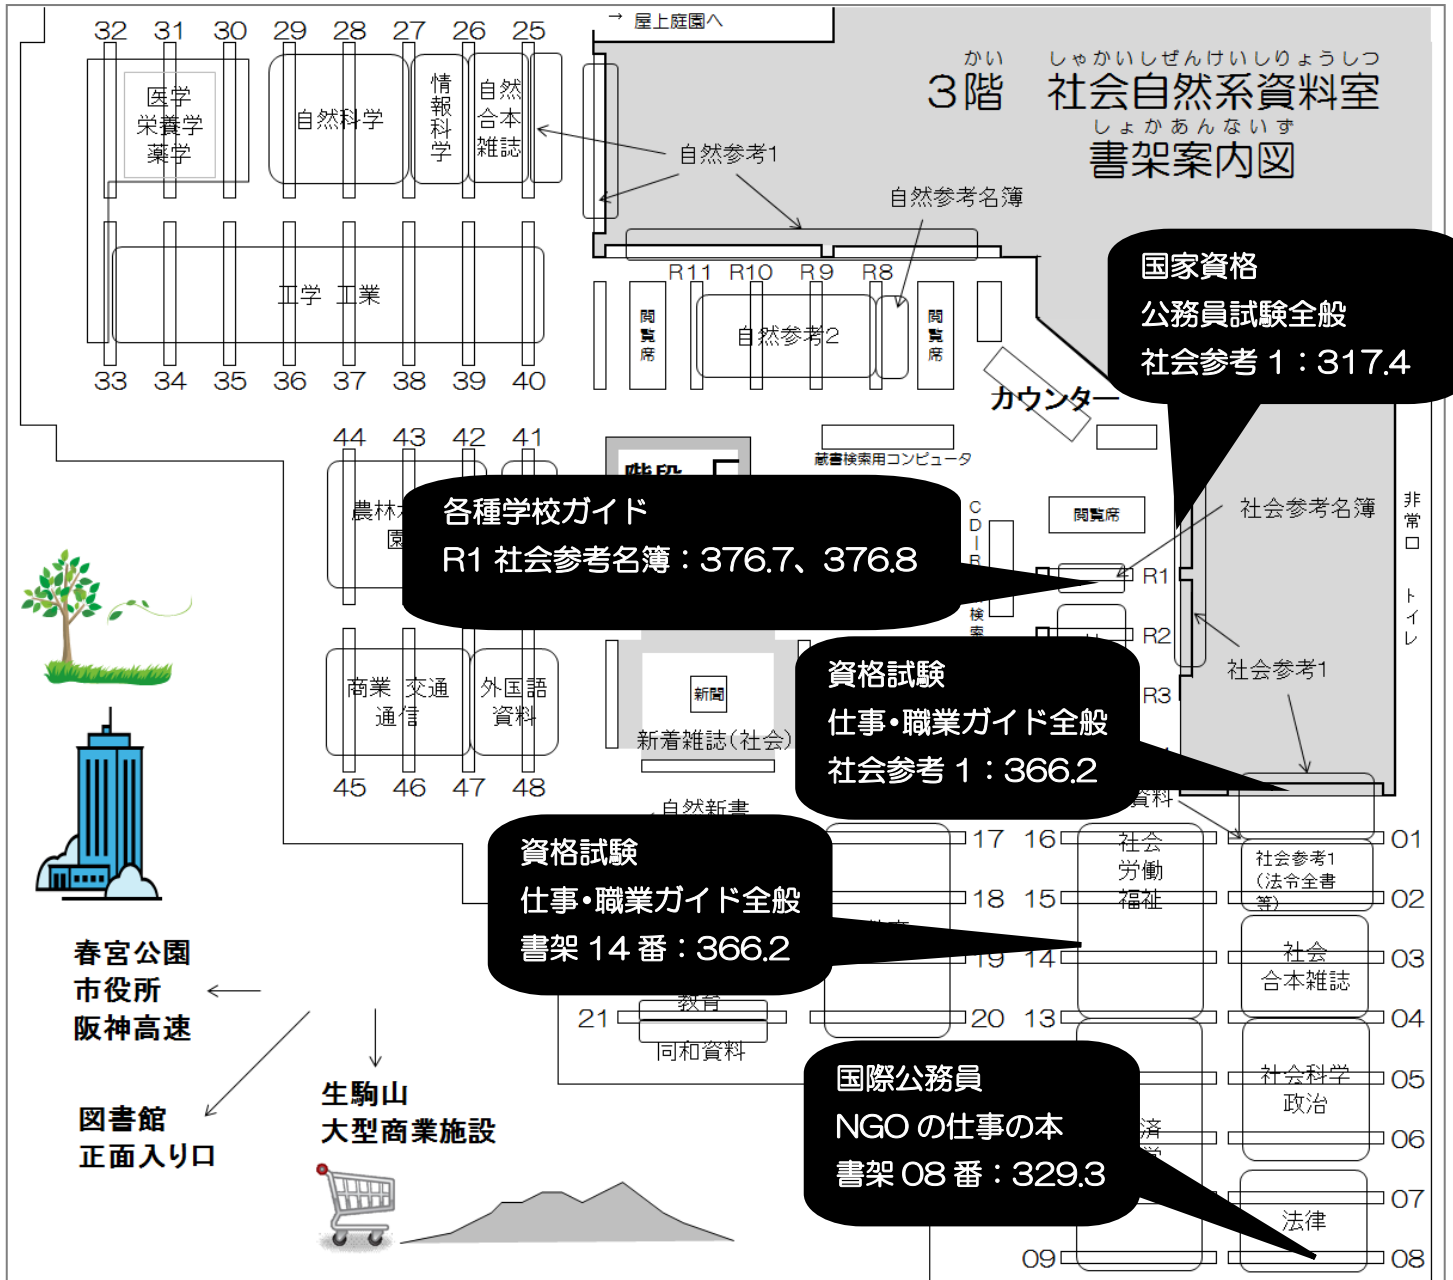 → 屋上庭園へ
かい しゃかいしぜんけいしりょうしつ
3階 社会自然系資料室
しょかあんないず
書架案内図
32 31 30 29 28 27 26 25
医学
栄養学
薬学
自然科学
情報科学
自然
合本
雑誌
自然参考1
自然参考名簿
工学 工業
33 34 35 36 37 38 39 40
R11 R10 R9 R8
閲覧席
自然参考2
閲覧席
カウンター
蔵書検索用コンピュータ
国家資格
公務員試験全般
社会参考1：317.4
44 43 42 41
農林
園
階段
各種学校ガイド
R1 社会参考名簿：376.7、376.8
CD
検索
閲覧席
社会参考名簿
非常口 トイレ
R1
R2
R3
社会参考1
資格試験
仕事・職業ガイド全般
社会参考1：366.2
商業 交通
通信
外国語
資料
新聞
新着雑誌(社会)
45 46 47 48
自然新書
資料
資格試験
仕事・職業ガイド全般
書架14番：366.2
17 16
18 15
19 14
20 13
社会
労働
福祉
01
社会参考1
(法令全書
等)
02
03
社会
合本雑誌
04
教育
21
同和資料
春宮公園
市役所
阪神高速
図書館
正面入り口
生駒山
大型商業施設
国際公務員
NGOの仕事の本
書架08番：329.3
済
05
社会科学
政治
06
07
法律
09
08